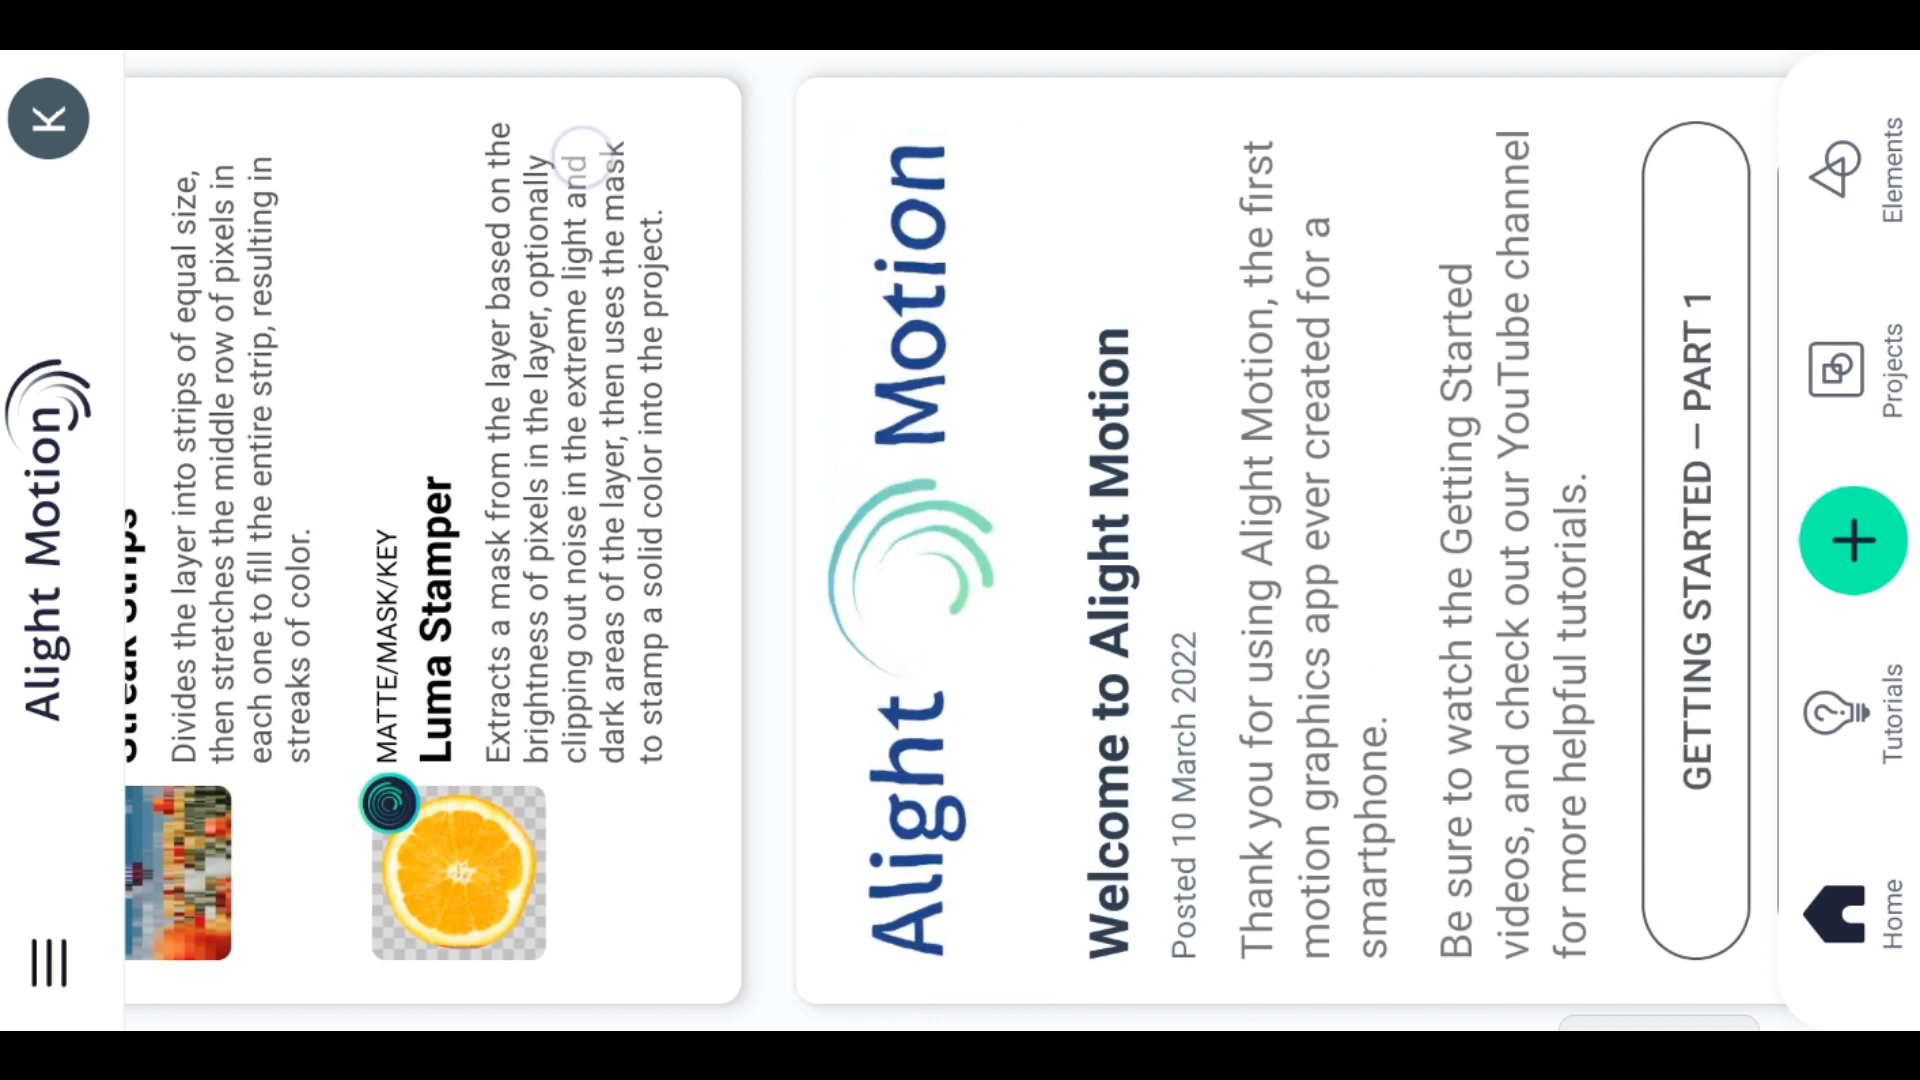 Alight Motion
K
Streak Strips
Divides the layer into strips of equal size,
then stretches the middle row of pixels in
each one to fill the entire strip, resulting in
streaks of color.
MATTE/MASK/KEY
Luma Stamper
Extracts a mask from the layer based on the
brightness of pixels in the layer, optionally
clipping out noise in the extreme light and
dark areas of the layer, then uses the mask
to stamp a solid color into the project.
Alight Motion
Welcome to Alight Motion
Posted 10 March 2022
Thank you for using Alight Motion, the first
motion graphics app ever created for a
smartphone.
Be sure to watch the Getting Started
videos, and check out our YouTube channel
for more helpful tutorials.
GETTING STARTED – PART 1
Home
Tutorials
Projects
Elements